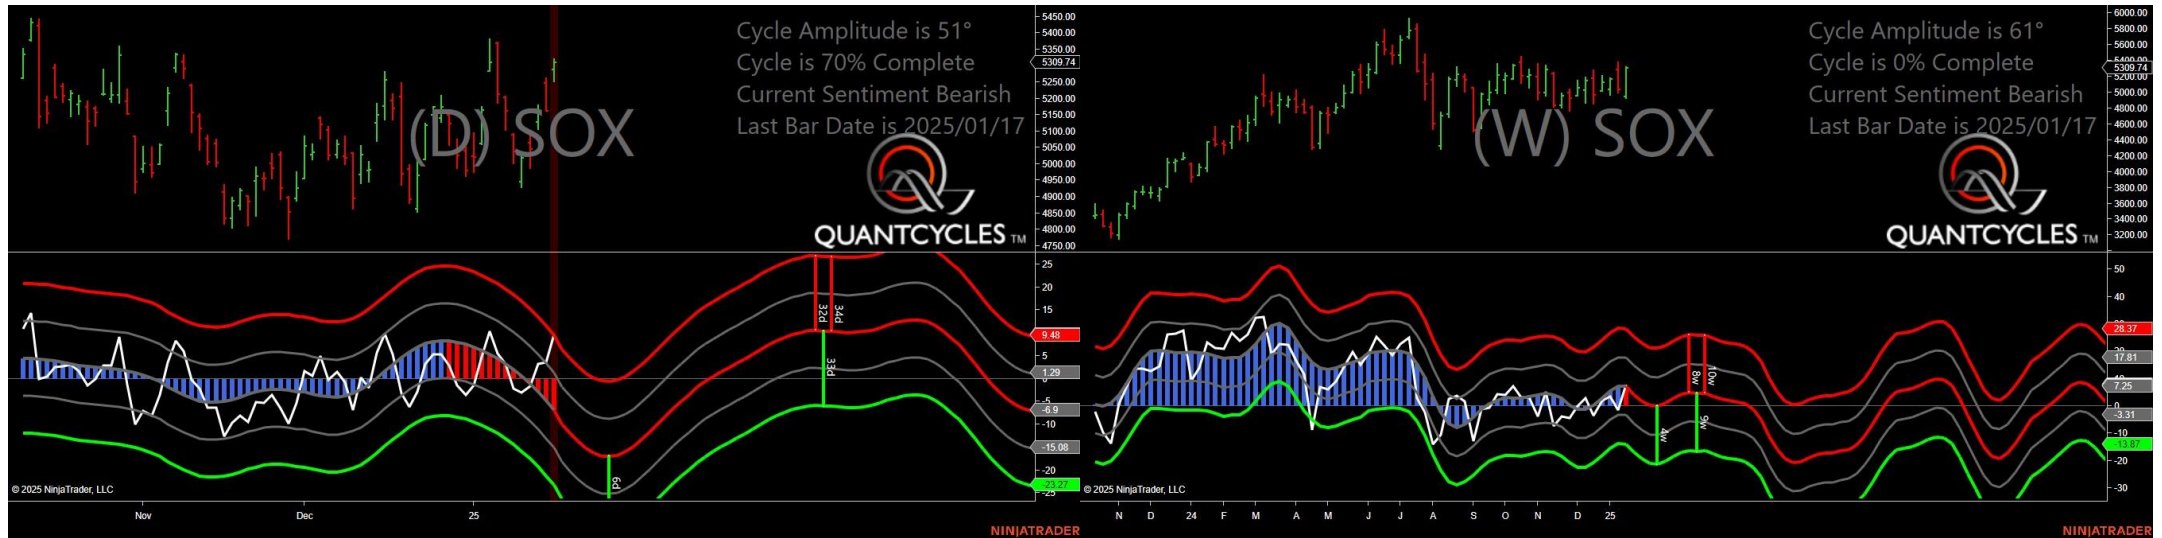 Cycle Amplitude is 51°
Cycle is 70% Complete
Current Sentiment Bearish
Last Bar Date is 2025/01/17
(D) SOX
QUANTCYCLES TM
5450.00
5400.00
5350.00
5309.74
5250.00
5200.00
5150.00
5100.00
5050.00
5000.00
4950.00
4900.00
4850.00
4800.00
4750.00
25
20
15
9.48
5
1.29
0
-5
-6.9
-10
-15.08
-20
-23.27
-25
32d
34d
33d
6d
© 2025 NinjaTrader, LLC
Nov
Dec
25
NINJATRADER
Cycle Amplitude is 61°
Cycle is 0% Complete
Current Sentiment Bearish
Last Bar Date is 2025/01/17
(W) SOX
QUANTCYCLES TM
6000.00
5800.00
5600.00
5309.74
5200.00
5000.00
4800.00
4600.00
4400.00
4200.00
4000.00
3800.00
3600.00
3400.00
3200.00
50
40
28.37
17.81
7.25
0
-3.31
-10
-13.87
-20
-30
8w
10w
9w
4w
© 2025 NinjaTrader, LLC
N D 24 F M A M J J A S O N D 25
NINJATRADER